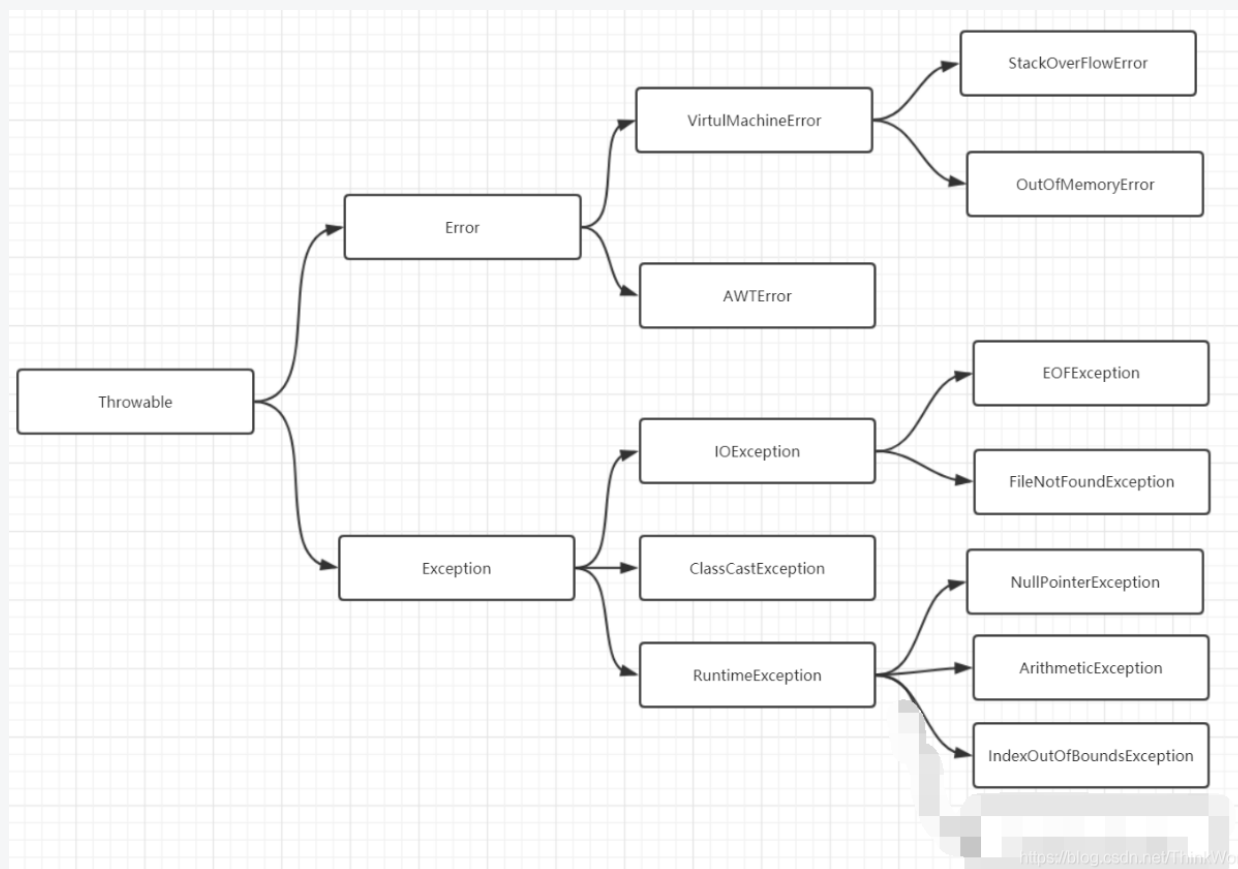 StackOverFlowError
VirtulMachineError
OutOfMemoryError
Error
AWTError
EOFException
Throwable
IOException
FileNotFoundException
Exception
ClassCastException
NullPointerException
RuntimeException
ArithmeticException
IndexOutOfBoundsException
https://blog.csdn.net/ThinkWo